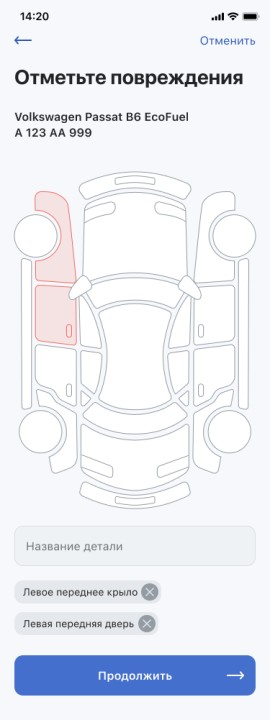 14:20
Отменить
Отметьте повреждения
Volkswagen Passat B6 EcoFuel
А 123 АА 999
Название детали
Левое переднее крыло
Левая передняя дверь
Продолжить